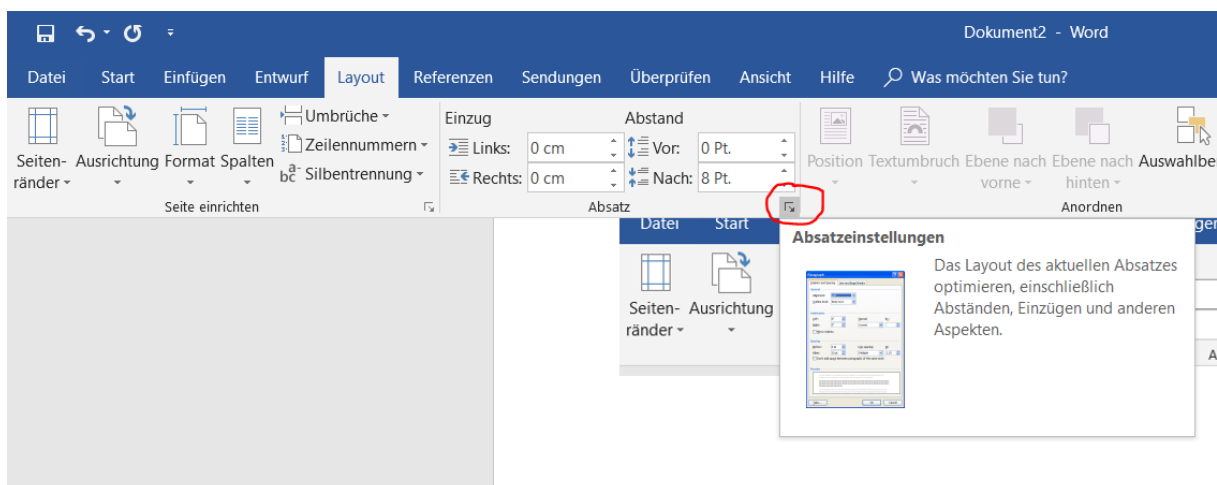 Dokument2 - Word
Datei Start Einfügen Entwurf Layout Referenzen Sendungen Überprüfen Ansicht Hilfe Was möchten Sie tun?
Umbrüche Einzug Abstand
Zeilennummern Links: 0 cm Vor: 0 Pt.
Seiten- Ausrichtung Format Spalten Position Textumbruch Ebene nach Ebene nach Auswahlbe
ränder Silbentrennung Rechts: 0 cm Nach: 8 Pt. vorne hinten
Seite einrichten Absatz Anordnen
Datei Start
Absatzeinstellungen
Das Layout des aktuellen Absatzes
optimieren, einschließlich
Abständen, Einzügen und anderen
Aspekten.
Seiten- Ausrichtung
ränder